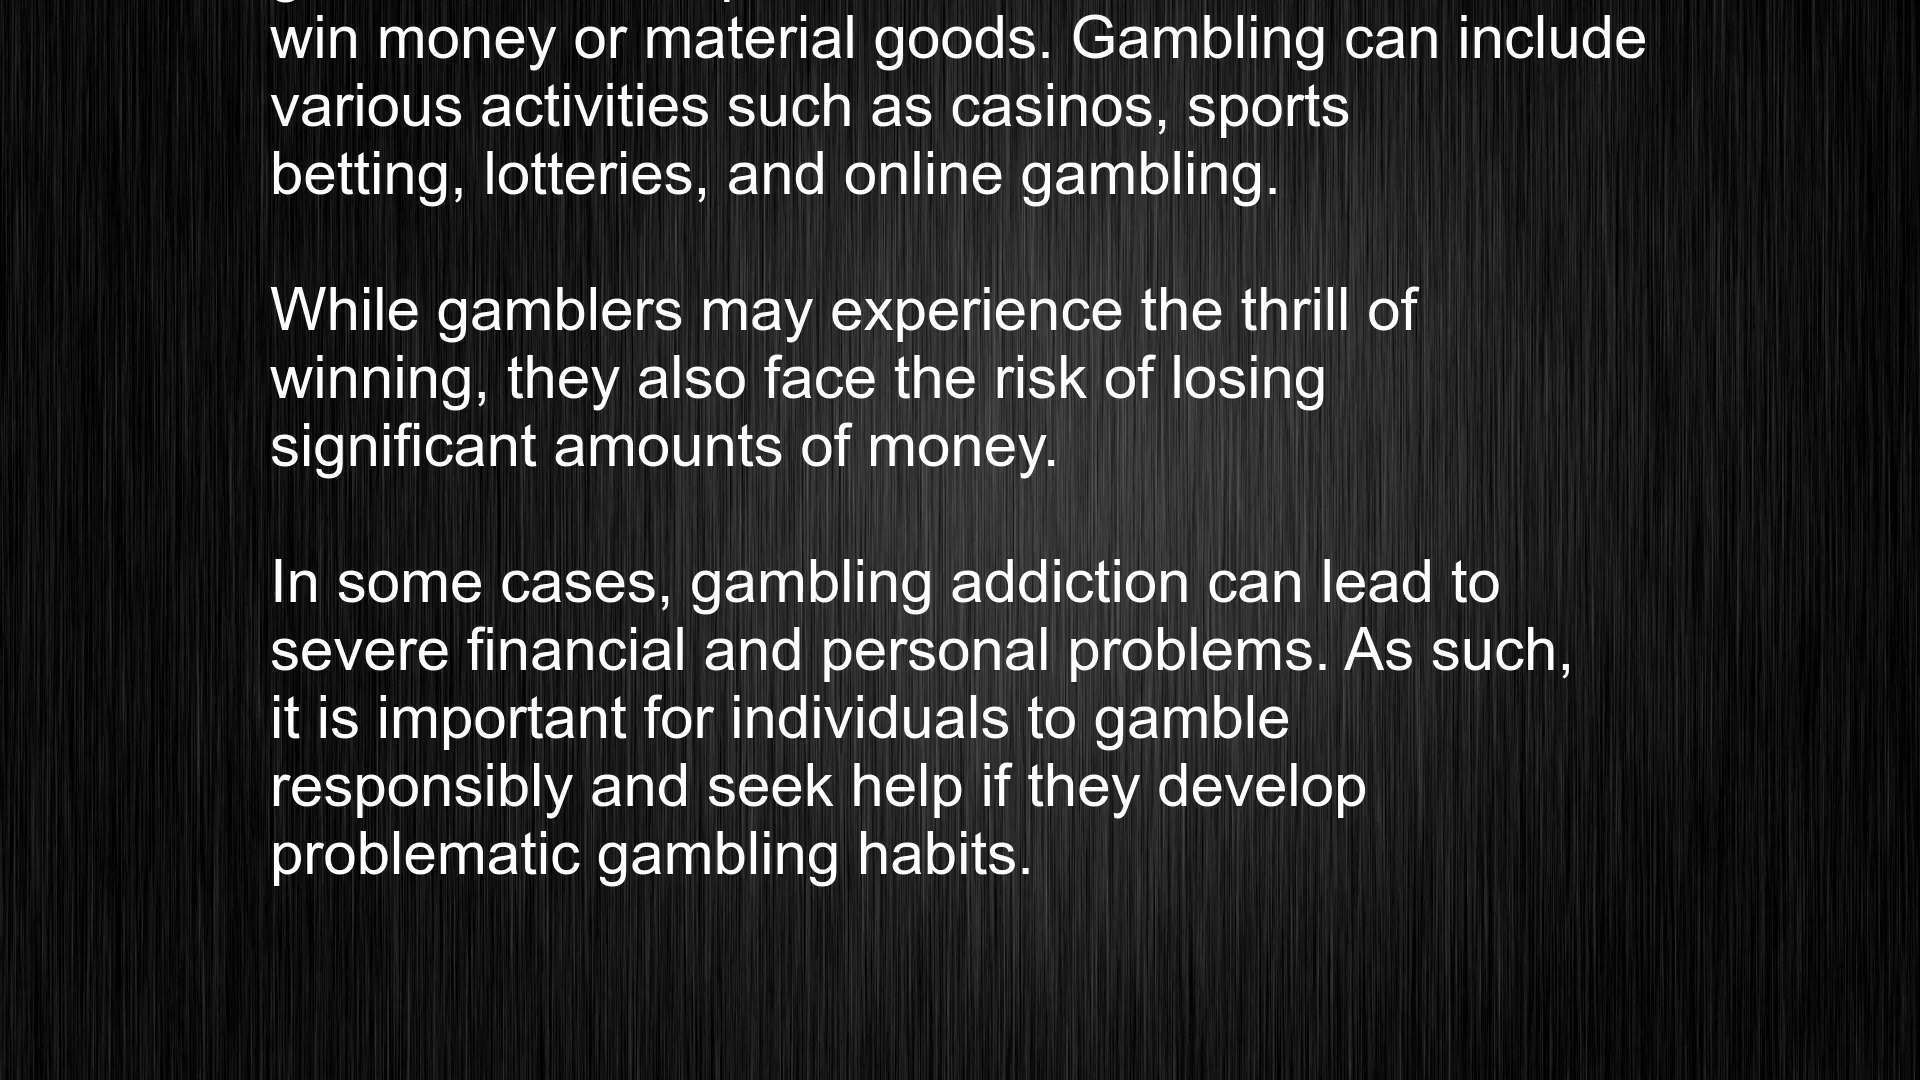 win money or material goods. Gambling can include
various activities such as casinos, sports
betting, lotteries, and online gambling.
While gamblers may experience the thrill of
winning, they also face the risk of losing
significant amounts of money.
In some cases, gambling addiction can lead to
severe financial and personal problems. As such,
it is important for individuals to gamble
responsibly and seek help if they develop
problematic gambling habits.